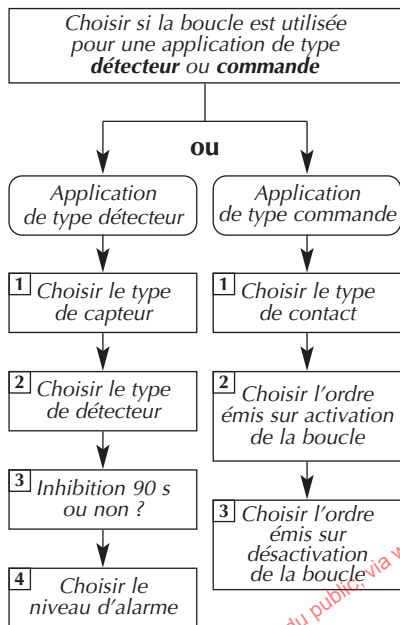 Choisir si la boucle est utilisée
pour une application de type
détecteur ou commande
ou
Application
de type détecteur
1 Choisir le type
de capteur
2 Choisir le type
de détecteur
3 Inhibition 90 s
ou non ?
4 Choisir le
niveau d'alarme
Application
de type commande
1 Choisir le type
de contact
2 Choisir l'ordre
émis sur activation
de la boucle
3 Choisir l'ordre
émis sur
désactivation
de la boucle
du public, via